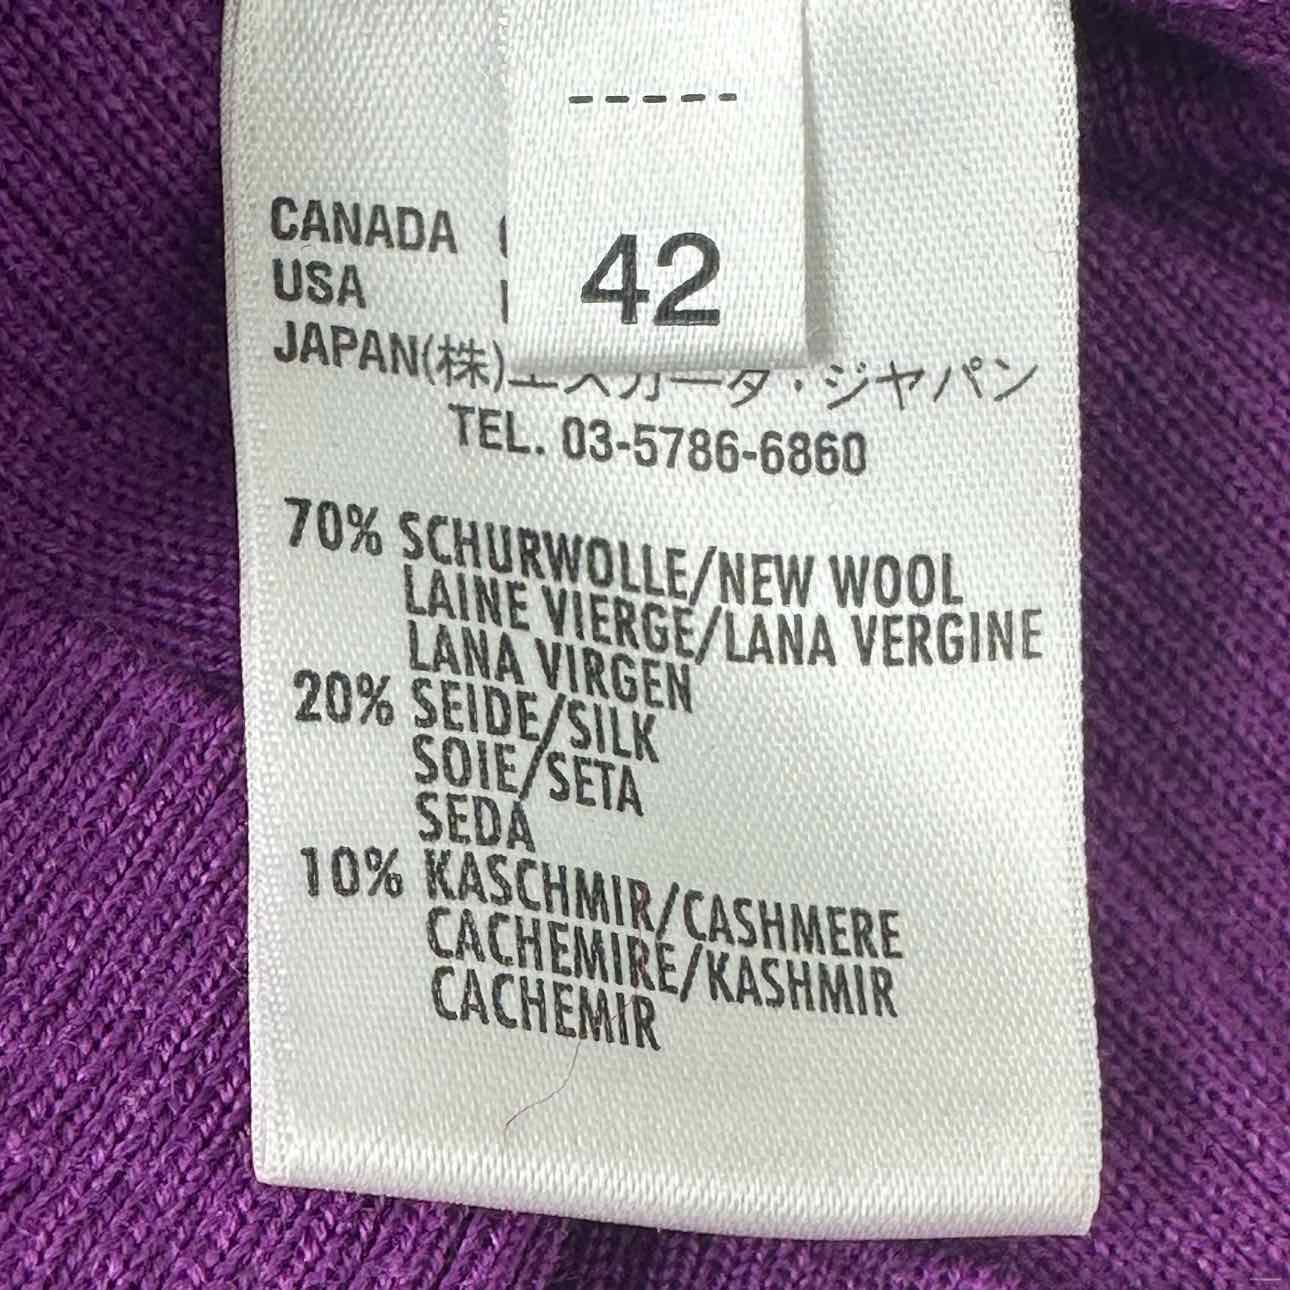 -----
42
CANADA
USA
JAPAN(株)エスカーダ・ジャパン
TEL. 03-5786-6860
70% SCHURWOLLE/NEW WOOL
LAINE VIERGE/LANA VERGINE
LANA VIRGEN
20% SEIDE/SILK
SOIE/SETA
SEDA
10% KASCHMIR/CASHMERE
CACHEMIRE/KASHMIR
CACHEMIR